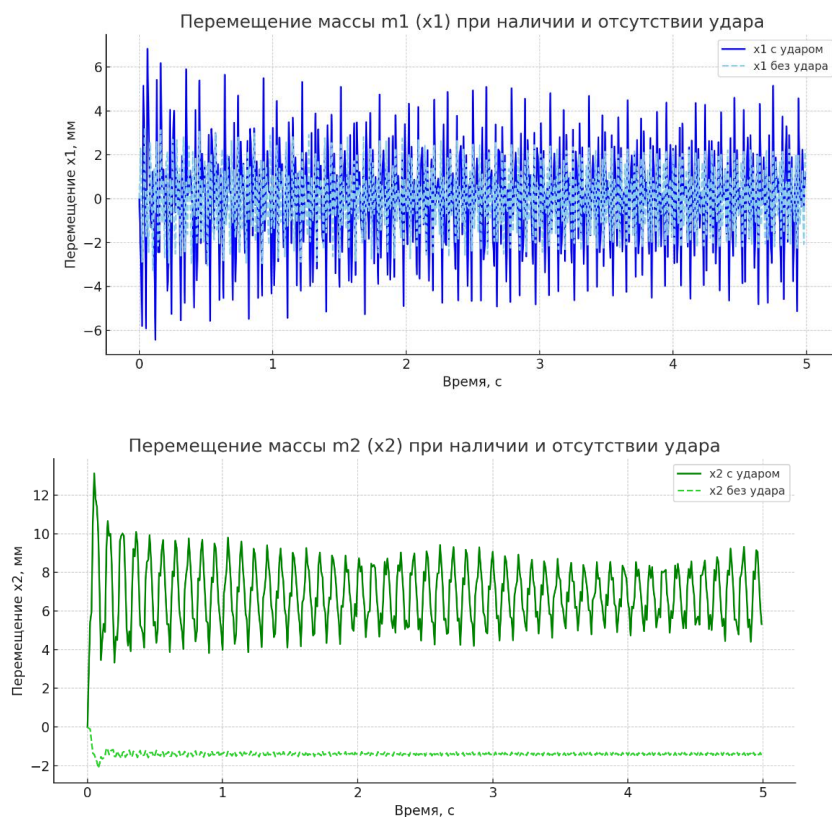 Перемещение массы m1 (x1) при наличии и отсутствии удара
x1 с ударом
x1 без удара
6
4
2
0
−2
−4
−6
Перемещение x1, мм
0 1 2 3 4 5
Время, с
Перемещение массы m2 (x2) при наличии и отсутствии удара
x2 с ударом
x2 без удара
12
10
8
6
4
2
0
−2
Перемещение x2, мм
0 1 2 3 4 5
Время, с